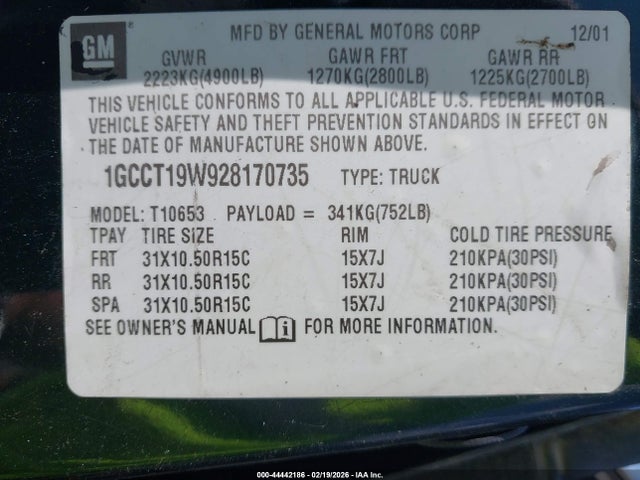 GM
MFD BY GENERAL MOTORS CORP 12/01
GVWR GAWR FRT GAWR RR
2223KG(4900LB) 1270KG(2800LB) 1225KG(2700LB)
THIS VEHICLE CONFORMS TO ALL APPLICABLE U.S. FEDERAL MOTOR
VEHICLE SAFETY AND THEFT PREVENTION STANDARDS IN EFFECT ON
THE DATE OF MANUFACTURE SHOWN ABOVE.
1GCCT19W928170735 TYPE: TRUCK
MODEL: T10653 PAYLOAD = 341KG(752LB)
TPAY TIRE SIZE RIM COLD TIRE PRESSURE
FRT 31X10.50R15C 15X7J 210KPA(30PSI)
RR 31X10.50R15C 15X7J 210KPA(30PSI)
SPA 31X10.50R15C 15X7J 210KPA(30PSI)
SEE OWNER'S MANUAL i FOR MORE INFORMATION.
000-44442186 - 02/19/2026 - IAA Inc.